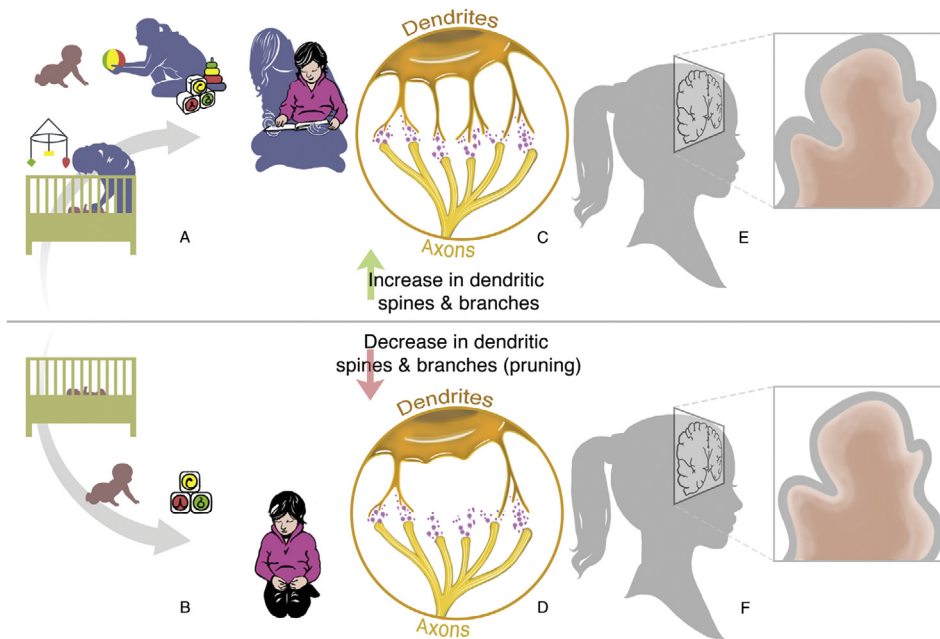 Dendrites
A
C
E
Axons
Increase in dendritic
spines & branches
Decrease in dendritic
spines & branches (pruning)
Dendrites
B
D
F
Axons